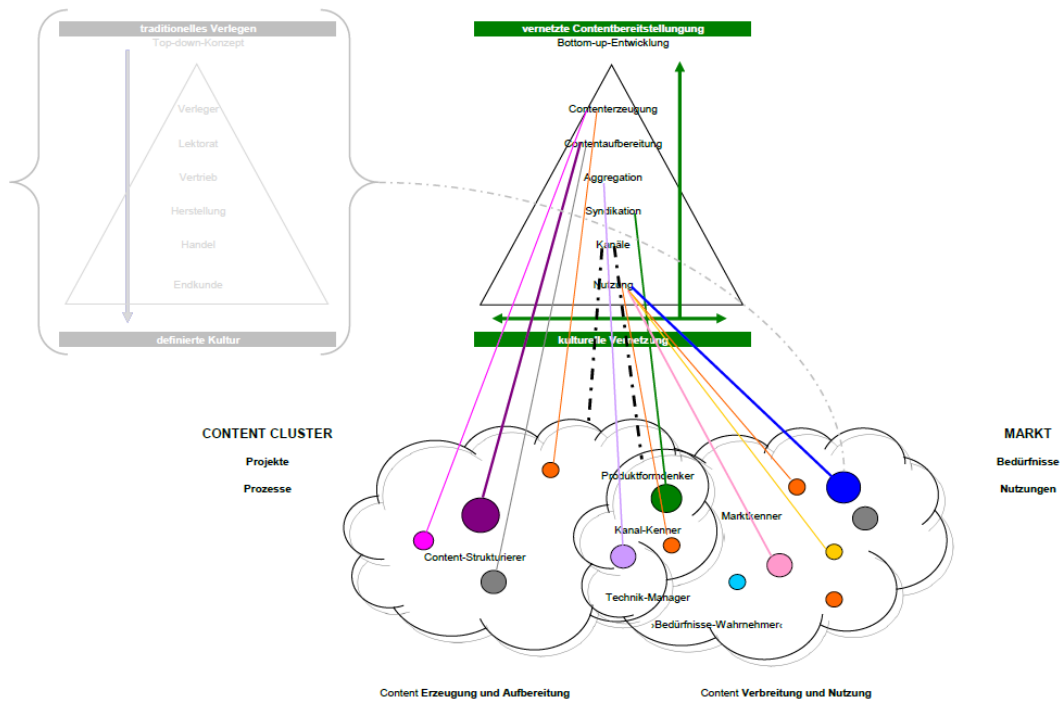 traditionelles Verlegen
Top-down-Konzept
Verleger
Lektorat
Vertrieb
Herstellung
Handel
Endkunde
definierte Kultur
vernetzte Contentbereitstellungung
Bottom-up-Entwicklung
Contenterzeugung
Contentaufbereitung
Aggregation
Syndikation
Kanäle
Nutzung
kulturelle Vernetzung
CONTENT CLUSTER
Projekte
Prozesse
MARKT
Bedürfnisse
Nutzungen
Produktformdenker
Marktkenner
Kanal-Kenner
Content-Strukturierer
Technik-Manager
›Bedürfnisse-Wahrnehmer‹
Content Erzeugung und Aufbereitung
Content Verbreitung und Nutzung